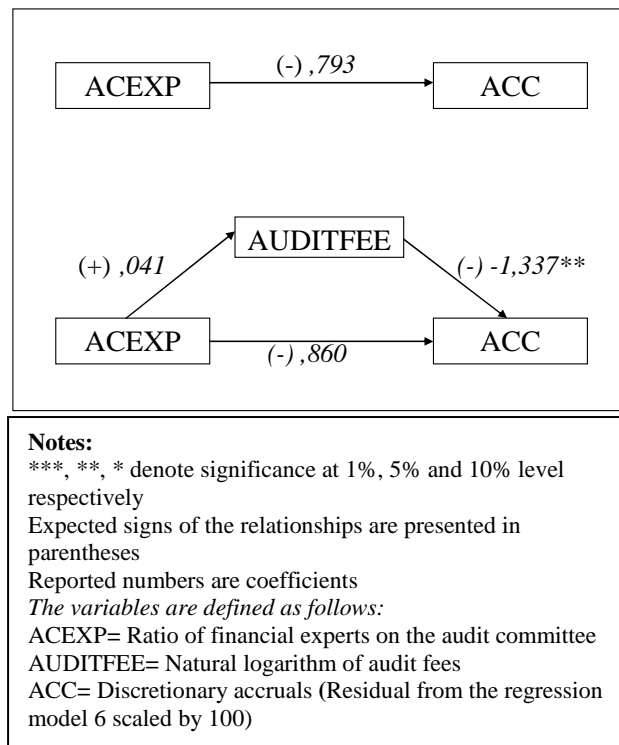 (-) ,793
ACEXP
ACC
AUDITFEE
(+) ,041
(-) -1,337**
ACEXP
ACC
(-) ,860
Notes:
***, **, * denote significance at 1%, 5% and 10% level
respectively
Expected signs of the relationships are presented in
parentheses
Reported numbers are coefficients
The variables are defined as follows:
ACEXP= Ratio of financial experts on the audit committee
AUDITFEE= Natural logarithm of audit fees
ACC= Discretionary accruals (Residual from the regression
model 6 scaled by 100)